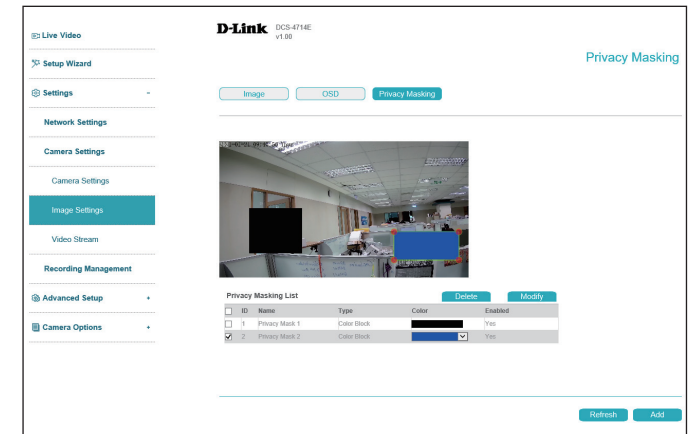 D-Link DCS-4714E
v1.00
Live Video
Setup Wizard
Settings -
Network Settings
Camera Settings
Camera Settings
Image Settings
Video Stream
Recording Management
Advanced Setup +
Camera Options +
Privacy Masking
Image OSD Privacy Masking
Privacy Masking List Delete Modify
ID Name Type Color Enabled
1 Privacy Mask 1 Color Block Yes
2 Privacy Mask 2 Color Block Yes
Refresh Add